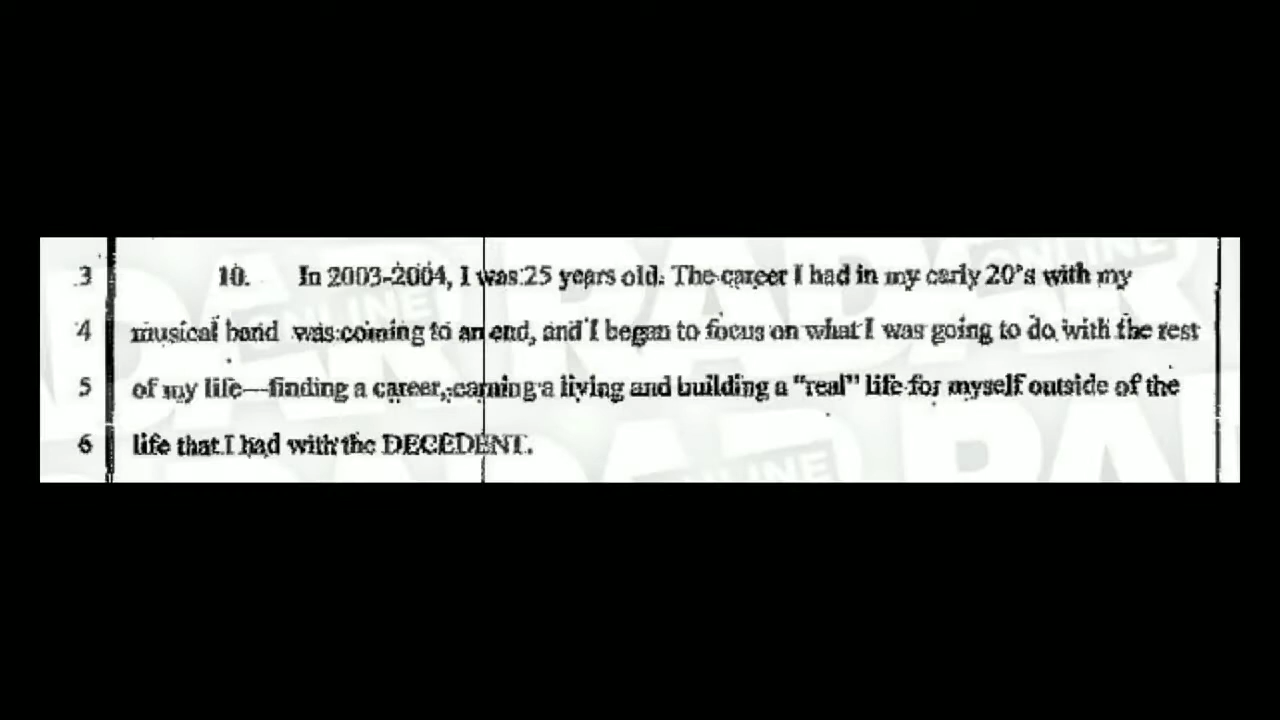 3 10. In 2003-2004, I was 25 years old. The career I had in my early 20's with my
4 musical band was coming to an end, and I began to focus on what I was going to do with the rest
5 of my life—finding a career, earning a living and building a "real" life for myself outside of the
6 life that I had with the DECEDENT.
RADAR ONLINE